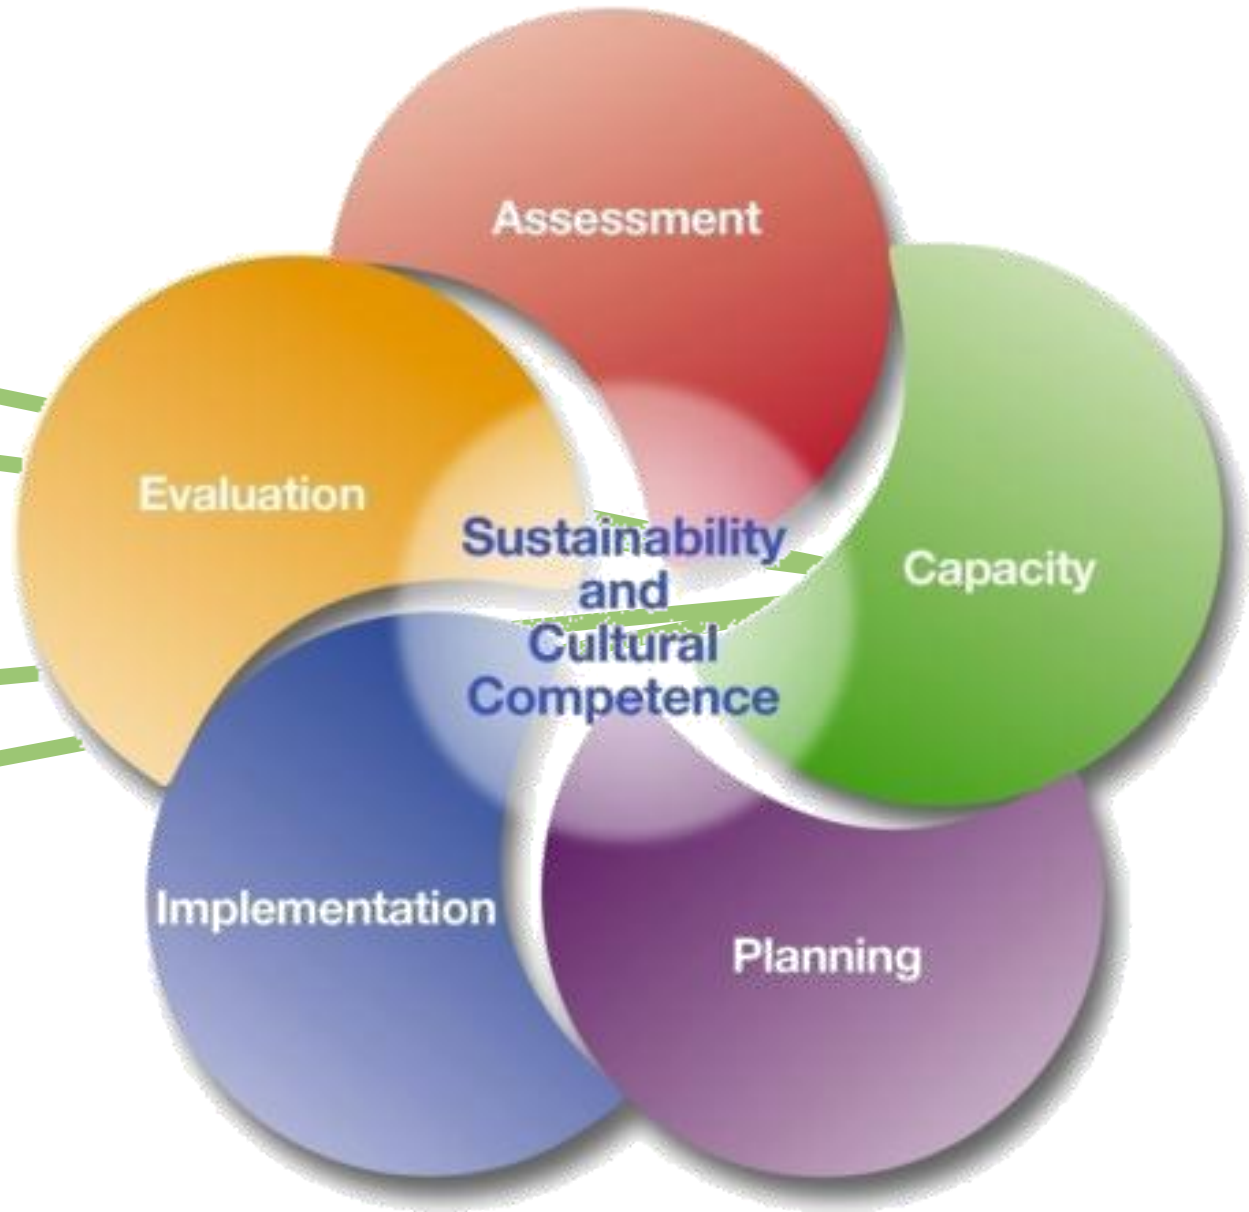 Assessment
Evaluation
Sustainability
and
Cultural
Competence
Capacity
Implementation
Planning